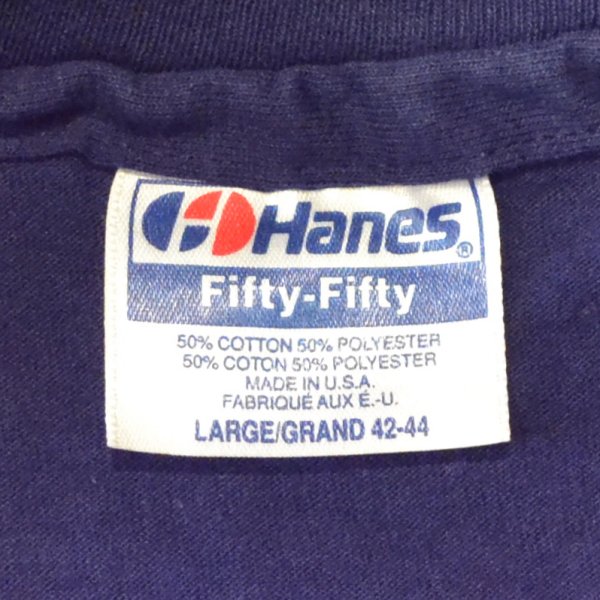 Hanes®
Fifty-Fifty
50% COTTON 50% POLYESTER
50% COTON 50% POLYESTER
MADE IN U.S.A.
FABRIQUÉ AUX É.-U.
LARGE/GRAND 42-44